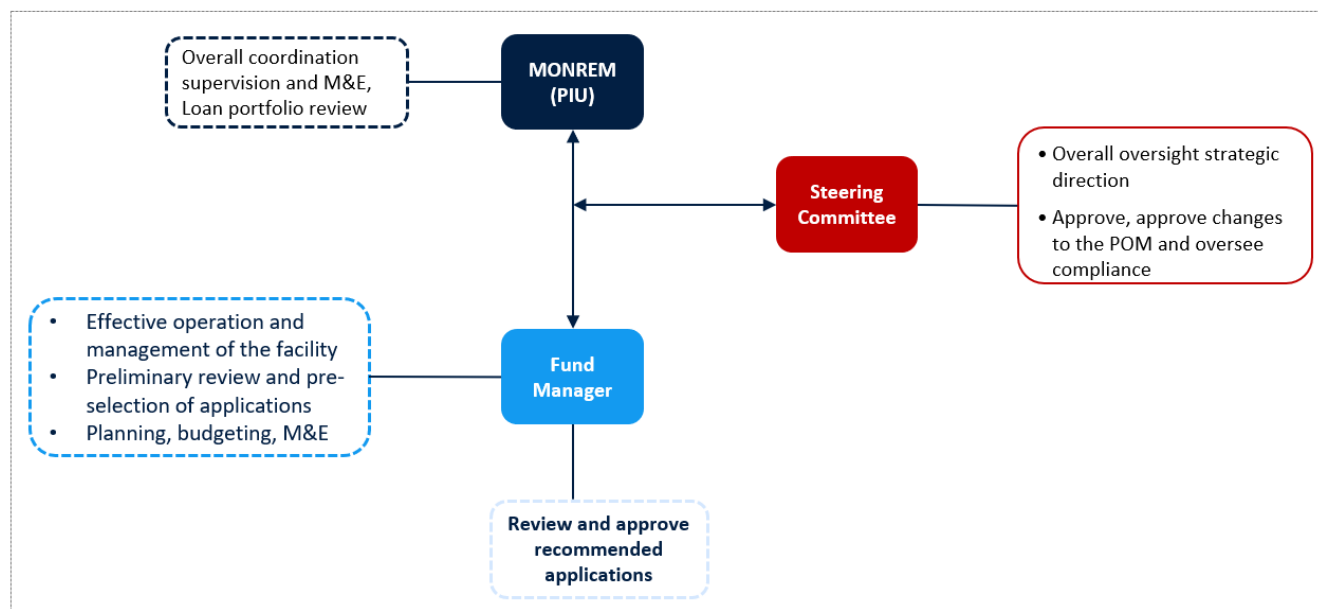 Overall coordination
supervision and M&E,
Loan portfolio review
MONREM
(PIU)
Steering
Committee
• Overall oversight strategic
direction
• Approve, approve changes
to the POM and oversee
compliance
• Effective operation and
management of the facility
• Preliminary review and pre-
selection of applications
• Planning, budgeting, M&E
Fund
Manager
Review and approve
recommended
applications